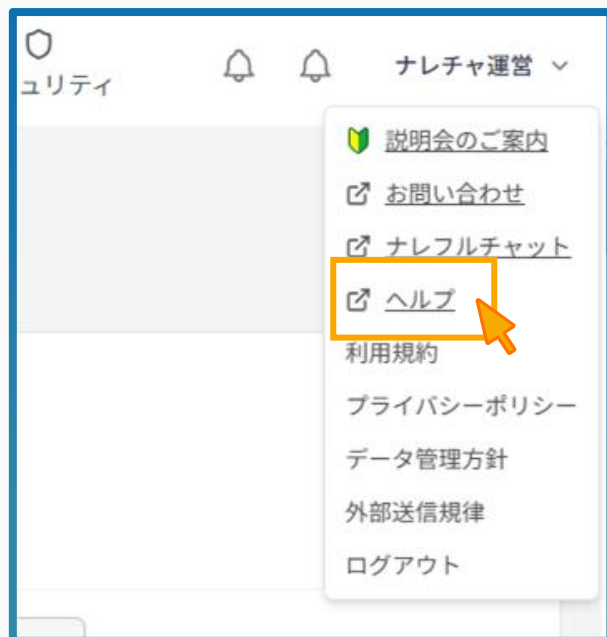 ュリティ
ナレチャ運営
説明会のご案内
お問い合わせ
ナレフルチャット
ヘルプ
利用規約
プライバシーポリシー
データ管理方針
外部送信規律
ログアウト